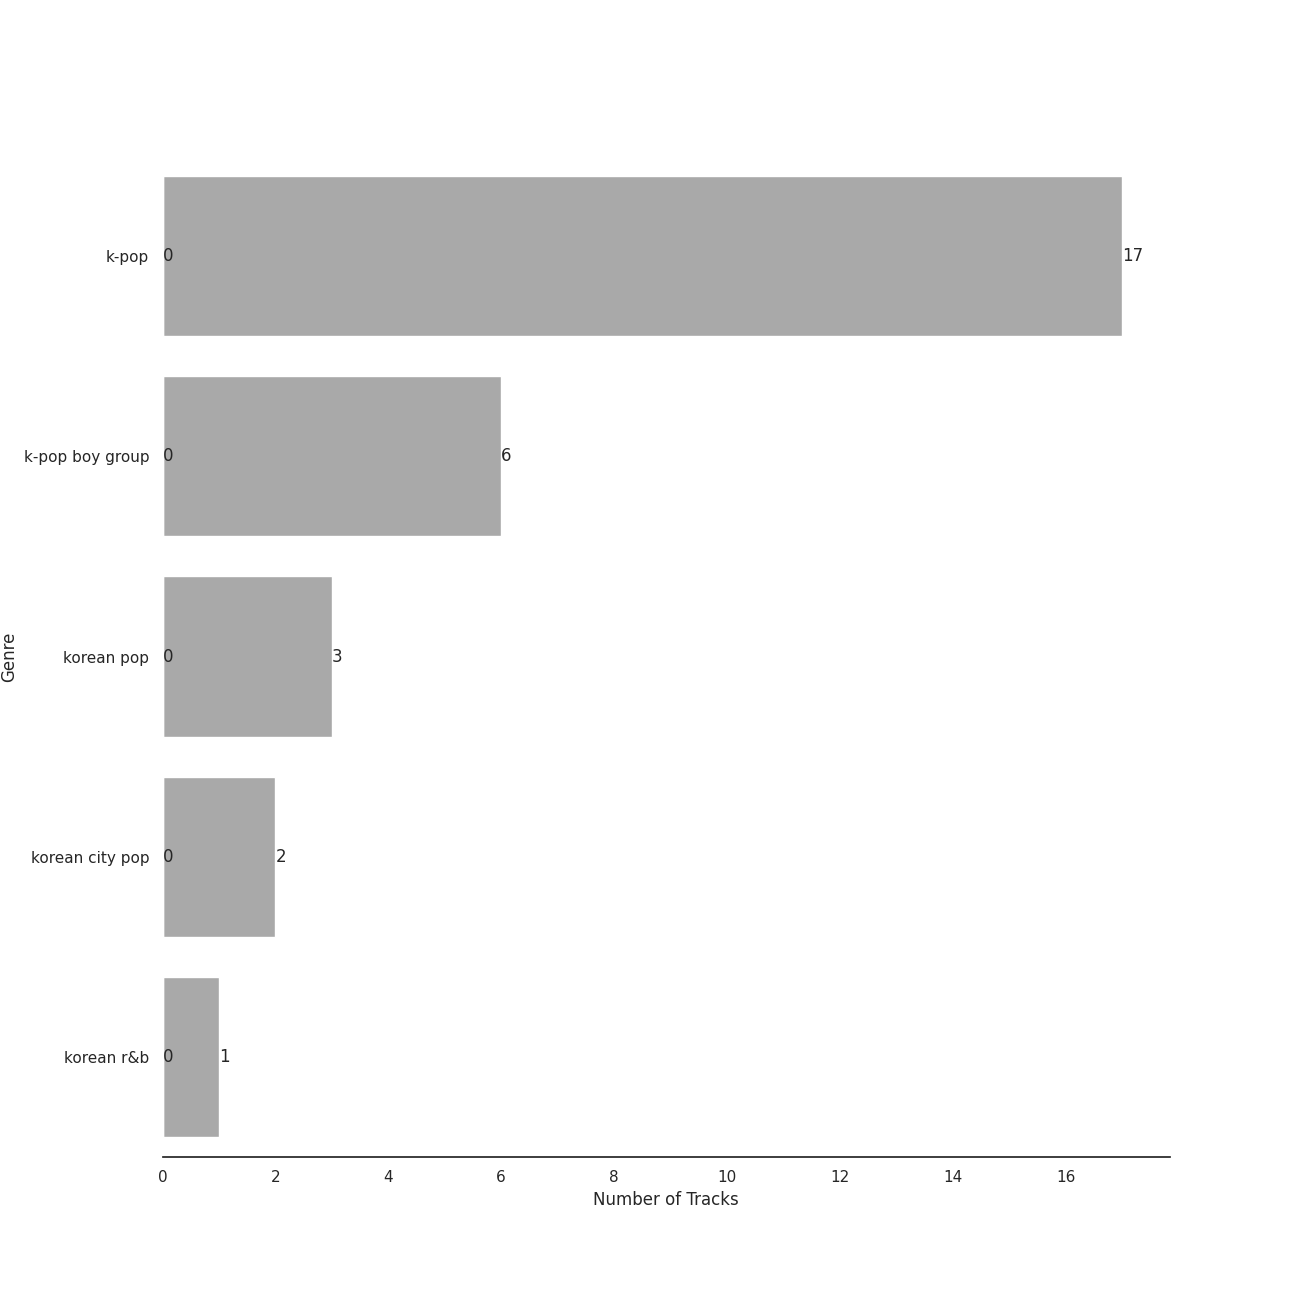 k-pop 0 17
k-pop boy group 0 6
korean pop 0 3
korean city pop 0 2
korean r&b 0 1
Genre
0 2 4 6 8 10 12 14 16
Number of Tracks